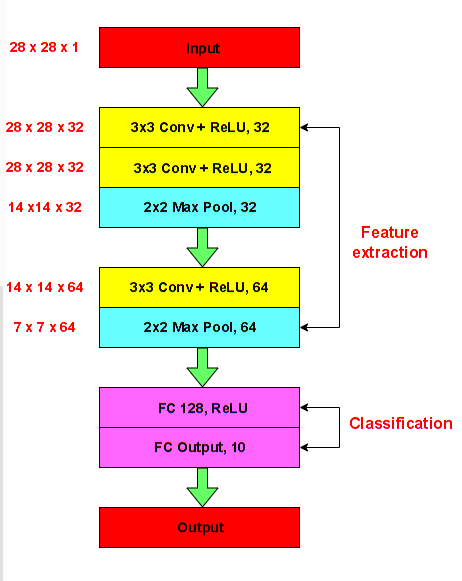 28 x 28 x 1
Input
28 x 28 x 32
3x3 Conv + ReLU, 32
28 x 28 x 32
3x3 Conv + ReLU, 32
14 x14 x 32
2x2 Max Pool, 32
Feature
extraction
14 x 14 x 64
3x3 Conv + ReLU, 64
7 x 7 x 64
2x2 Max Pool, 64
FC 128, ReLU
Classification
FC Output, 10
Output